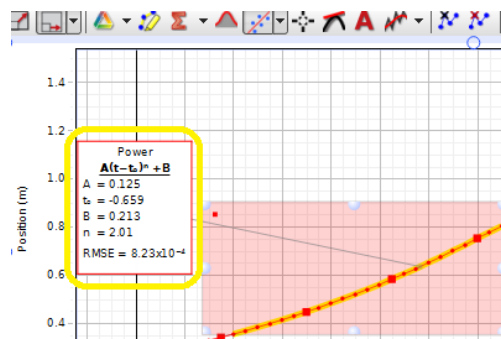 1.4
1.2
1.0
0.8
0.6
0.4
Position (m)
Power
A(t−t₀)ⁿ +B
A = 0.125
t₀ = -0.659
B = 0.213
n = 2.01
RMSE = 8.23x10⁻⁴